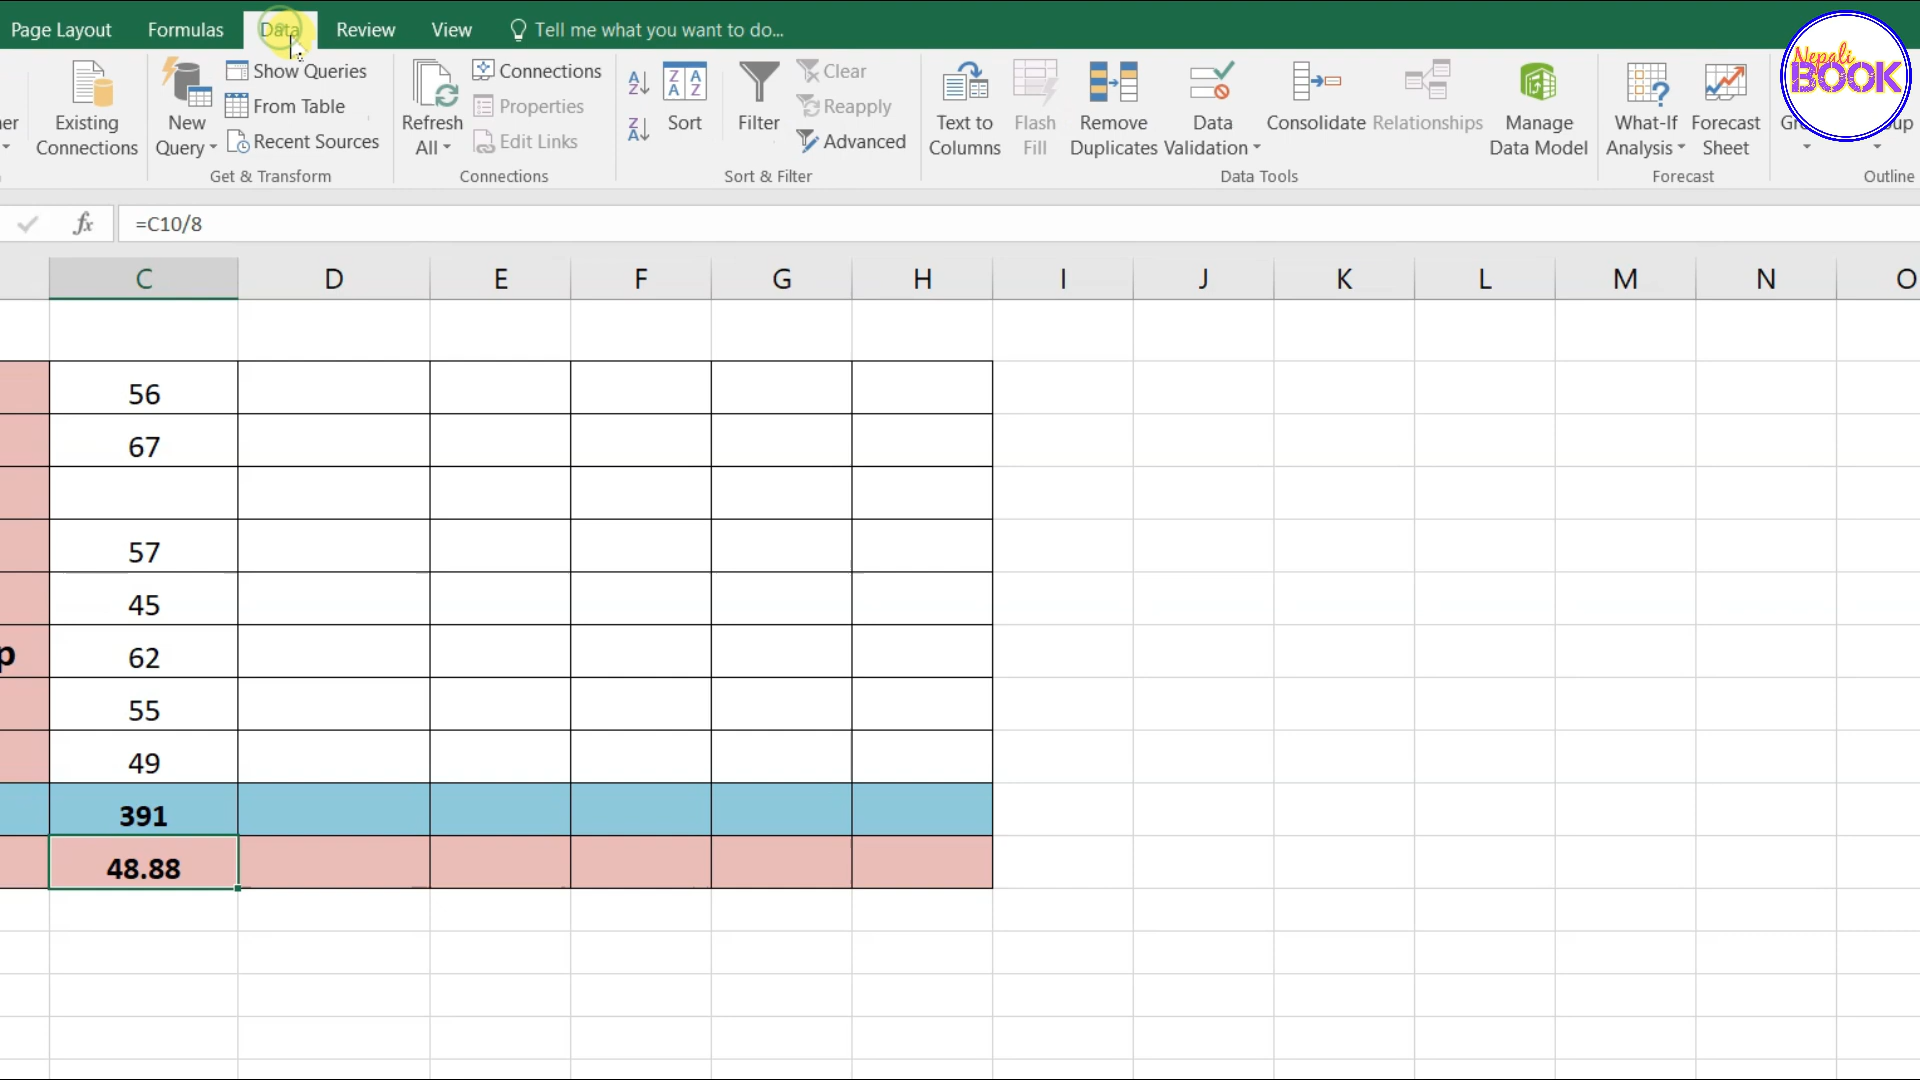 Page Layout Formulas Data Review View Tell me what you want to do...
Nepali
BOOK
Existing
Connections
New
Query
Show Queries
From Table
Recent Sources
Get & Transform
Refresh
All
Connections
Properties
Edit Links
Connections
Sort
Filter
Clear
Reapply
Advanced
Sort & Filter
Text to
Columns
Flash
Fill
Remove
Duplicates
Data
Validation
Consolidate
Relationships
Manage
Data Model
Data Tools
What-If
Analysis
Forecast
Sheet
Forecast
Outline
fx =C10/8
C D E F G H I J K L M N O
56
67
57
45
p 62
55
49
391
48.88